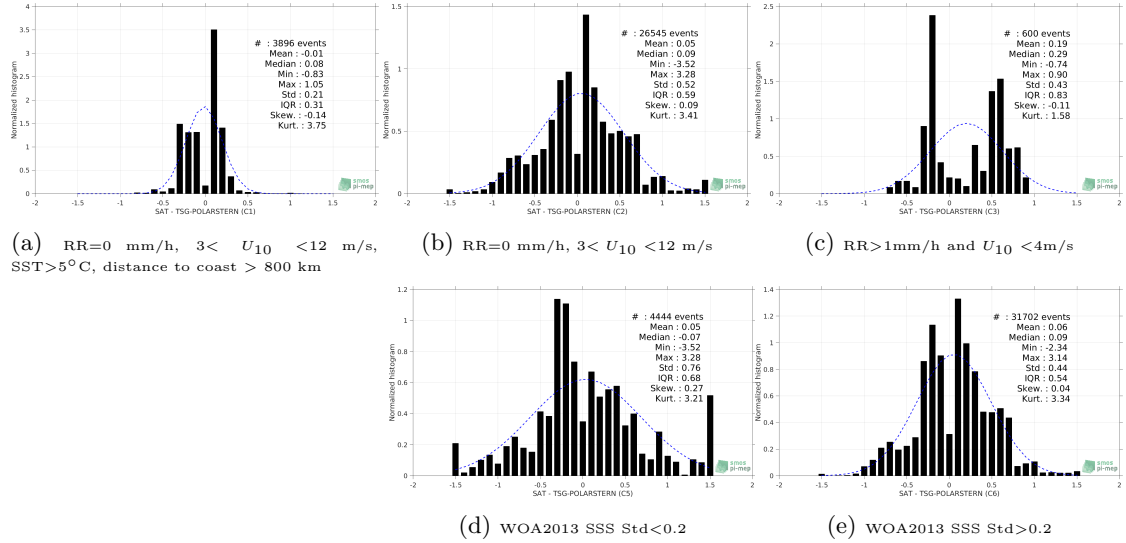 4
3.5
3
2.5
2
1.5
1
0.5
0
Normalized histogram
# : 3896 events
Mean : -0.01
Median : 0.08
Min : -0.83
Max : 1.05
Std : 0.21
IQR : 0.31
Skew. : -0.14
Kurt. : 3.75
smos
pi-mep
-2 -1.5 -1 -0.5 0 0.5 1 1.5 2
SAT - TSG-POLARSTERN (C1)
(a) RR=0 mm/h, 3< U10 <12 m/s,
SST>5°C, distance to coast > 800 km
1.5
1
0.5
0
Normalized histogram
# : 26545 events
Mean : 0.05
Median : 0.09
Min : -3.52
Max : 3.28
Std : 0.52
IQR : 0.59
Skew. : 0.09
Kurt. : 3.41
smos
pi-mep
-2 -1.5 -1 -0.5 0 0.5 1 1.5 2
SAT - TSG-POLARSTERN (C2)
(b) RR=0 mm/h, 3< U10 <12 m/s
2.5
2
1.5
1
0.5
0
Normalized histogram
# : 600 events
Mean : 0.19
Median : 0.29
Min : -0.74
Max : 0.90
Std : 0.43
IQR : 0.83
Skew. : -0.11
Kurt. : 1.58
smos
pi-mep
-2 -1.5 -1 -0.5 0 0.5 1 1.5 2
SAT - TSG-POLARSTERN (C3)
(c) RR>1mm/h and U10 <4m/s
1.2
1
0.8
0.6
0.4
0.2
0
Normalized histogram
# : 4444 events
Mean : 0.05
Median : -0.07
Min : -3.52
Max : 3.28
Std : 0.76
IQR : 0.68
Skew. : 0.27
Kurt. : 3.21
smos
pi-mep
-2 -1.5 -1 -0.5 0 0.5 1 1.5 2
SAT - TSG-POLARSTERN (C5)
(d) WOA2013 SSS Std<0.2
1.4
1.2
1
0.8
0.6
0.4
0.2
0
Normalized histogram
# : 31702 events
Mean : 0.06
Median : 0.09
Min : -2.34
Max : 3.14
Std : 0.44
IQR : 0.54
Skew. : 0.04
Kurt. : 3.34
smos
pi-mep
-2 -1.5 -1 -0.5 0 0.5 1 1.5 2
SAT - TSG-POLARSTERN (C6)
(e) WOA2013 SSS Std>0.2